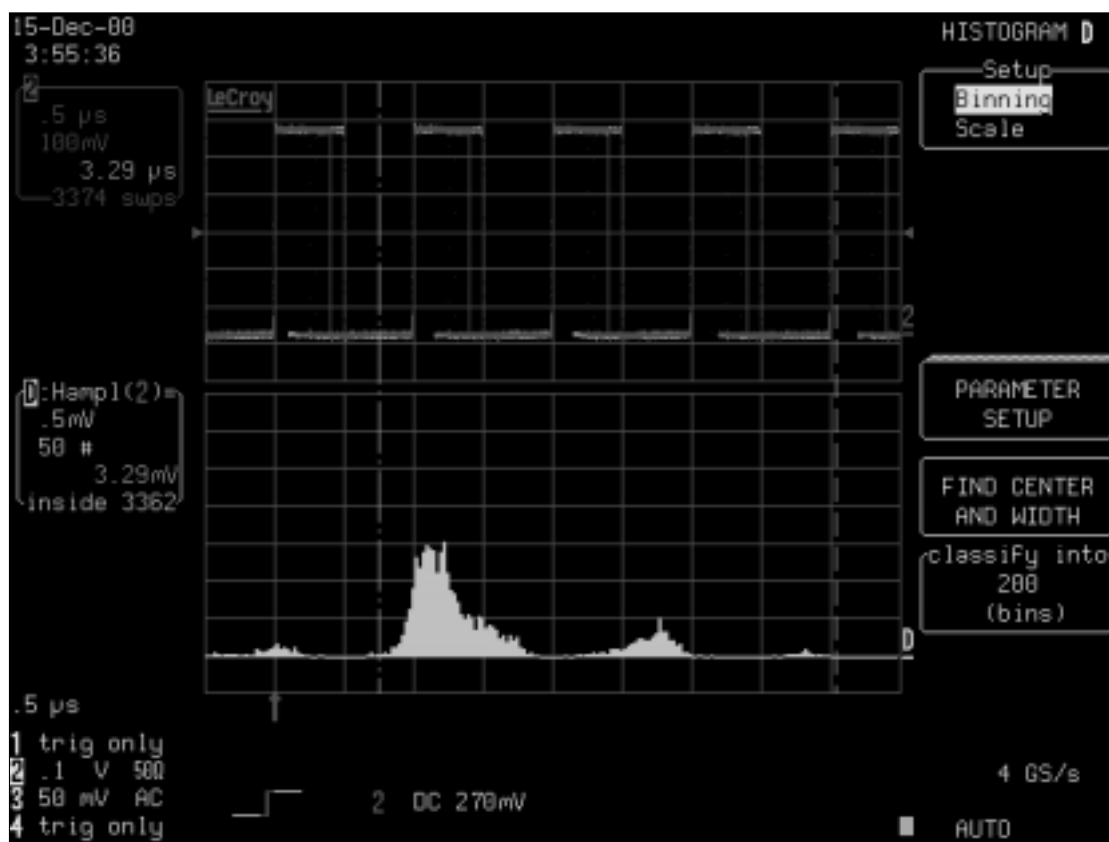 15-Dec-00
3:55:36
HISTOGRAM D
Setup
Binning
Scale
2
.5 µs
100mV
3.29 µs
3374 swps
LeCroy
2
D:Hampl(2)=
.5mV
50 #
3.29mV
inside 3362
PARAMETER
SETUP
FIND CENTER
AND WIDTH
classify into
200
(bins)
D
.5 µs
1 trig only
2 .1 V 50Ω
3 50 mV AC
4 trig only
2 DC 270mV
4 GS/s
AUTO